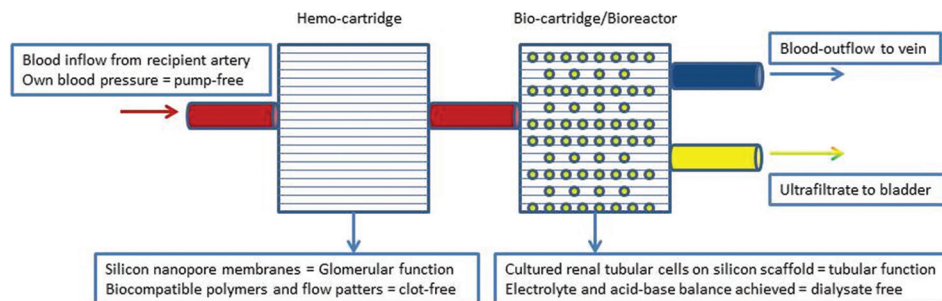 Hemo-cartridge
Bio-cartridge/Bioreactor
Blood inflow from recipient artery
Own blood pressure = pump-free
Blood-outflow to vein
Ultrafiltrate to bladder
Silicon nanopore membranes = Glomerular function
Biocompatible polymers and flow patters = clot-free
Cultured renal tubular cells on silicon scaffold = tubular function
Electrolyte and acid-base balance achieved = dialysate free